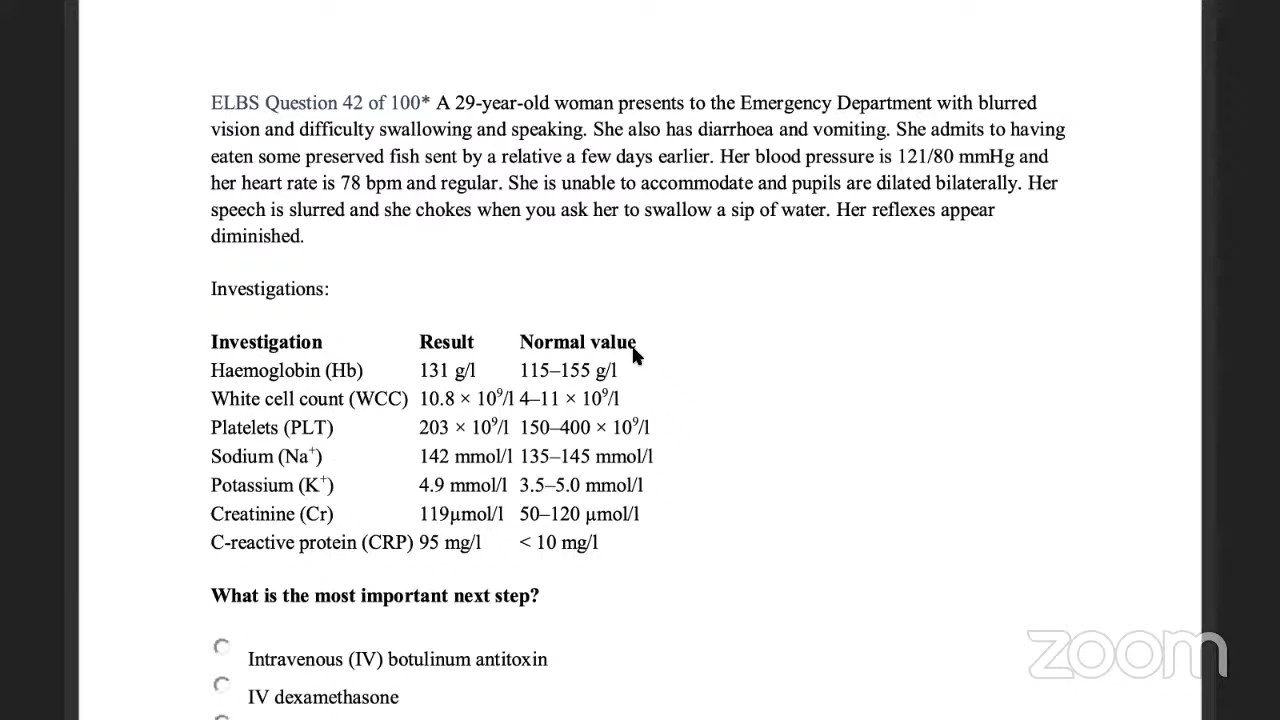 ELBS Question 42 of 100* A 29-year-old woman presents to the Emergency Department with blurred
vision and difficulty swallowing and speaking. She also has diarrhoea and vomiting. She admits to having
eaten some preserved fish sent by a relative a few days earlier. Her blood pressure is 121/80 mmHg and
her heart rate is 78 bpm and regular. She is unable to accommodate and pupils are dilated bilaterally. Her
speech is slurred and she chokes when you ask her to swallow a sip of water. Her reflexes appear
diminished.
Investigations:
Investigation Result Normal value
Haemoglobin (Hb) 131 g/l 115–155 g/l
White cell count (WCC) 10.8 × 10⁹/l 4–11 × 10⁹/l
Platelets (PLT) 203 × 10⁹/l 150–400 × 10⁹/l
Sodium (Na⁺) 142 mmol/l 135–145 mmol/l
Potassium (K⁺) 4.9 mmol/l 3.5–5.0 mmol/l
Creatinine (Cr) 119µmol/l 50–120 µmol/l
C-reactive protein (CRP) 95 mg/l < 10 mg/l
What is the most important next step?
Intravenous (IV) botulinum antitoxin
IV dexamethasone
zoom